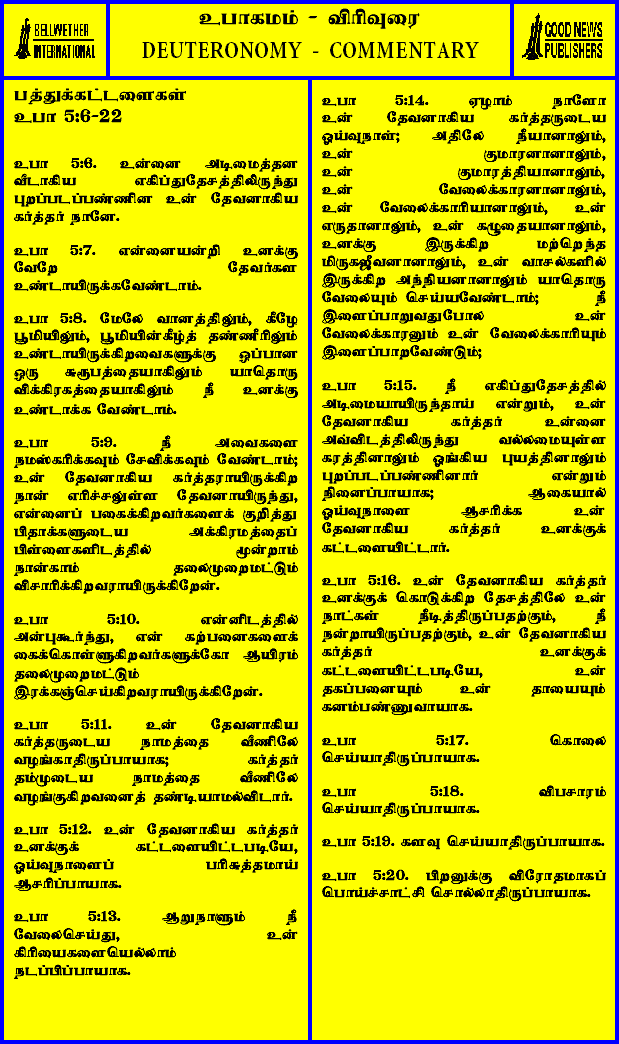 BELLWETHER
INTERNATIONAL
உபாகமம் - விரிவுரை
DEUTERONOMY - COMMENTARY
GOOD NEWS
PUBLISHERS
பத்துக்கட்டளைகள்
உபா 5:6-22
உபா 5:6. உன்னை அடிமைத்தன
வீடாகிய எகிப்துதேசத்திலிருந்து
புறப்படப்பண்ணின உன் தேவனாகிய
கர்த்தர் நானே.
உபா 5:7. என்னையன்றி உனக்கு
வேறே தேவர்கள
உண்டாயிருக்கவேண்டாம்.
உபா 5:8. மேலே வானத்திலும், கீழே
பூமியிலும், பூமியின்கீழ்த் தண்ணீரிலும்
உண்டாயிருக்கிறவைகளுக்கு ஒப்பான
ஒரு சுரூபத்தையாகிலும் யாதொரு
விக்கிரகத்தையாகிலும் நீ உனக்கு
உண்டாக்க வேண்டாம்.
உபா 5:9. நீ அவைகளை
நமஸ்கரிக்கவும் சேவிக்கவும் வேண்டாம்;
உன் தேவனாகிய கர்த்தராயிருக்கிற
நான் எரிச்சலுள்ள தேவனாயிருந்து,
என்னைப் பகைக்கிறவர்களைக் குறித்து
பிதாக்களுடைய அக்கிரமத்தைப்
பிள்ளைகளிடத்தில் மூன்றாம்
நான்காம் தலைமுறைமட்டும்
விசாரிக்கிறவராயிருக்கிறேன்.
உபா 5:10. என்னிடத்தில்
அன்புகூர்ந்து, என் கற்பனைகளைக்
கைக்கொள்ளுகிறவர்களுக்கோ ஆயிரம்
தலைமுறைமட்டும்
இரக்கஞ்செய்கிறவராயிருக்கிறேன்.
உபா 5:11. உன் தேவனாகிய
கர்த்தருடைய நாமத்தை வீணிலே
வழங்காதிருப்பாயாக; கர்த்தர்
தம்முடைய நாமத்தை வீணிலே
வழங்குகிறவனைத் தண்டியாமல்விடார்.
உபா 5:12. உன் தேவனாகிய கர்த்தர்
உனக்குக் கட்டளையிட்டபடியே,
ஓய்வுநாளைப் பரிசுத்தமாய்
ஆசரிப்பாயாக.
உபா 5:13. ஆறுநாளும் நீ
வேலைசெய்து, உன்
கிரியைகளையெல்லாம்
நடப்பிப்பாயாக.
உபா 5:14. ஏழாம் நாளோ
உன் தேவனாகிய கர்த்தருடைய
ஓய்வுநாள்; அதிலே நீயானாலும்,
உன் குமாரனானாலும்,
உன் குமாரத்தியானாலும்,
உன் வேலைக்காரனானாலும்,
உன் வேலைக்காரியானாலும், உன்
எருதானாலும், உன் கழுதையானாலும்,
உனக்கு இருக்கிற மற்றெந்த
மிருகஜீவனானாலும், உன் வாசல்களில்
இருக்கிற அந்நியனானாலும் யாதொரு
வேலையும் செய்யவேண்டாம்; நீ
இளைப்பாறுவதுபோல் உன்
வேலைக்காரனும் உன் வேலைக்காரியும்
இளைப்பாறவேண்டும்;
உபா 5:15. நீ எகிப்துதேசத்தில்
அடிமையாயிருந்தாய் என்றும், உன்
தேவனாகிய கர்த்தர் உன்னை
அவ்விடத்திலிருந்து வல்லமையுள்ள
கரத்தினாலும் ஓங்கிய புயத்தினாலும்
புறப்படப்பண்ணினார் என்றும்
நினைப்பாயாக; ஆகையால்
ஓய்வுநாளை ஆசரிக்க உன்
தேவனாகிய கர்த்தர் உனக்குக்
கட்டளையிட்டார்.
உபா 5:16. உன் தேவனாகிய கர்த்தர்
உனக்குக் கொடுக்கிற தேசத்திலே உன்
நாட்கள் நீடித்திருப்பதற்கும், நீ
நன்றாயிருப்பதற்கும், உன் தேவனாகிய
கர்த்தர் உனக்குக்
கட்டளையிட்டபடியே, உன்
தகப்பனையும் உன் தாயையும்
கனம்பண்ணுவாயாக.
உபா 5:17. கொலை
செய்யாதிருப்பாயாக.
உபா 5:18. விபசாரம்
செய்யாதிருப்பாயாக.
உபா 5:19. களவு செய்யாதிருப்பாயாக.
உபா 5:20. பிறனுக்கு விரோதமாகப்
பொய்ச்சாட்சி சொல்லாதிருப்பாயாக.